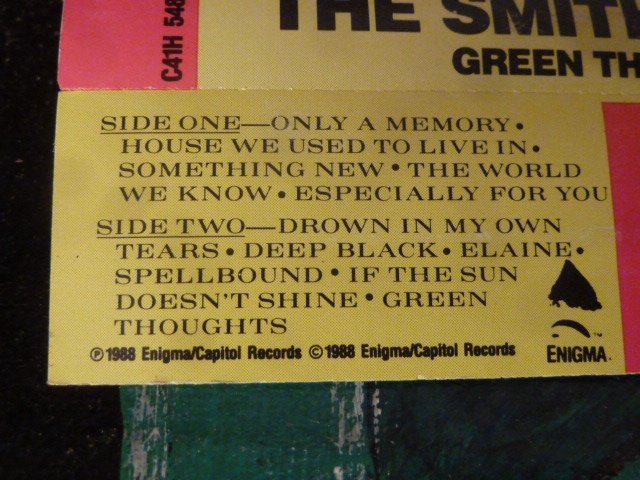 C41H 548
THE SMIT
GREEN TH
SIDE ONE—ONLY A MEMORY•
HOUSE WE USED TO LIVE IN•
SOMETHING NEW•THE WORLD
WE KNOW•ESPECIALLY FOR YOU
SIDE TWO—DROWN IN MY OWN
TEARS•DEEP BLACK•ELAINE•
SPELLBOUND•IF THE SUN
DOESN'T SHINE•GREEN
THOUGHTS
℗1988 Enigma/Capitol Records ©1988 Enigma/Capitol Records
™
ENIGMA.